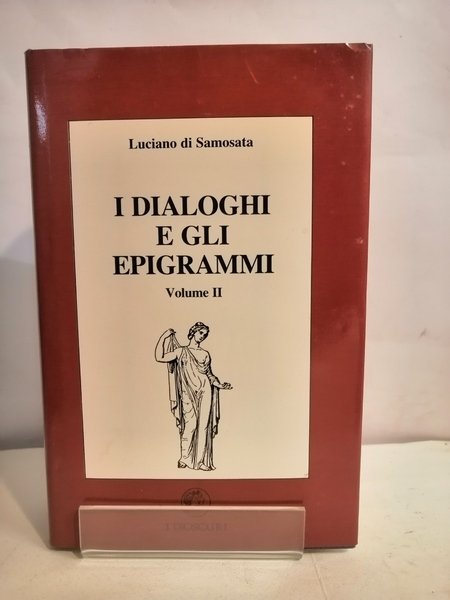 Luciano di Samosata
I DIALOGHI
E GLI
EPIGRAMMI
Volume II
I DIOSCURI